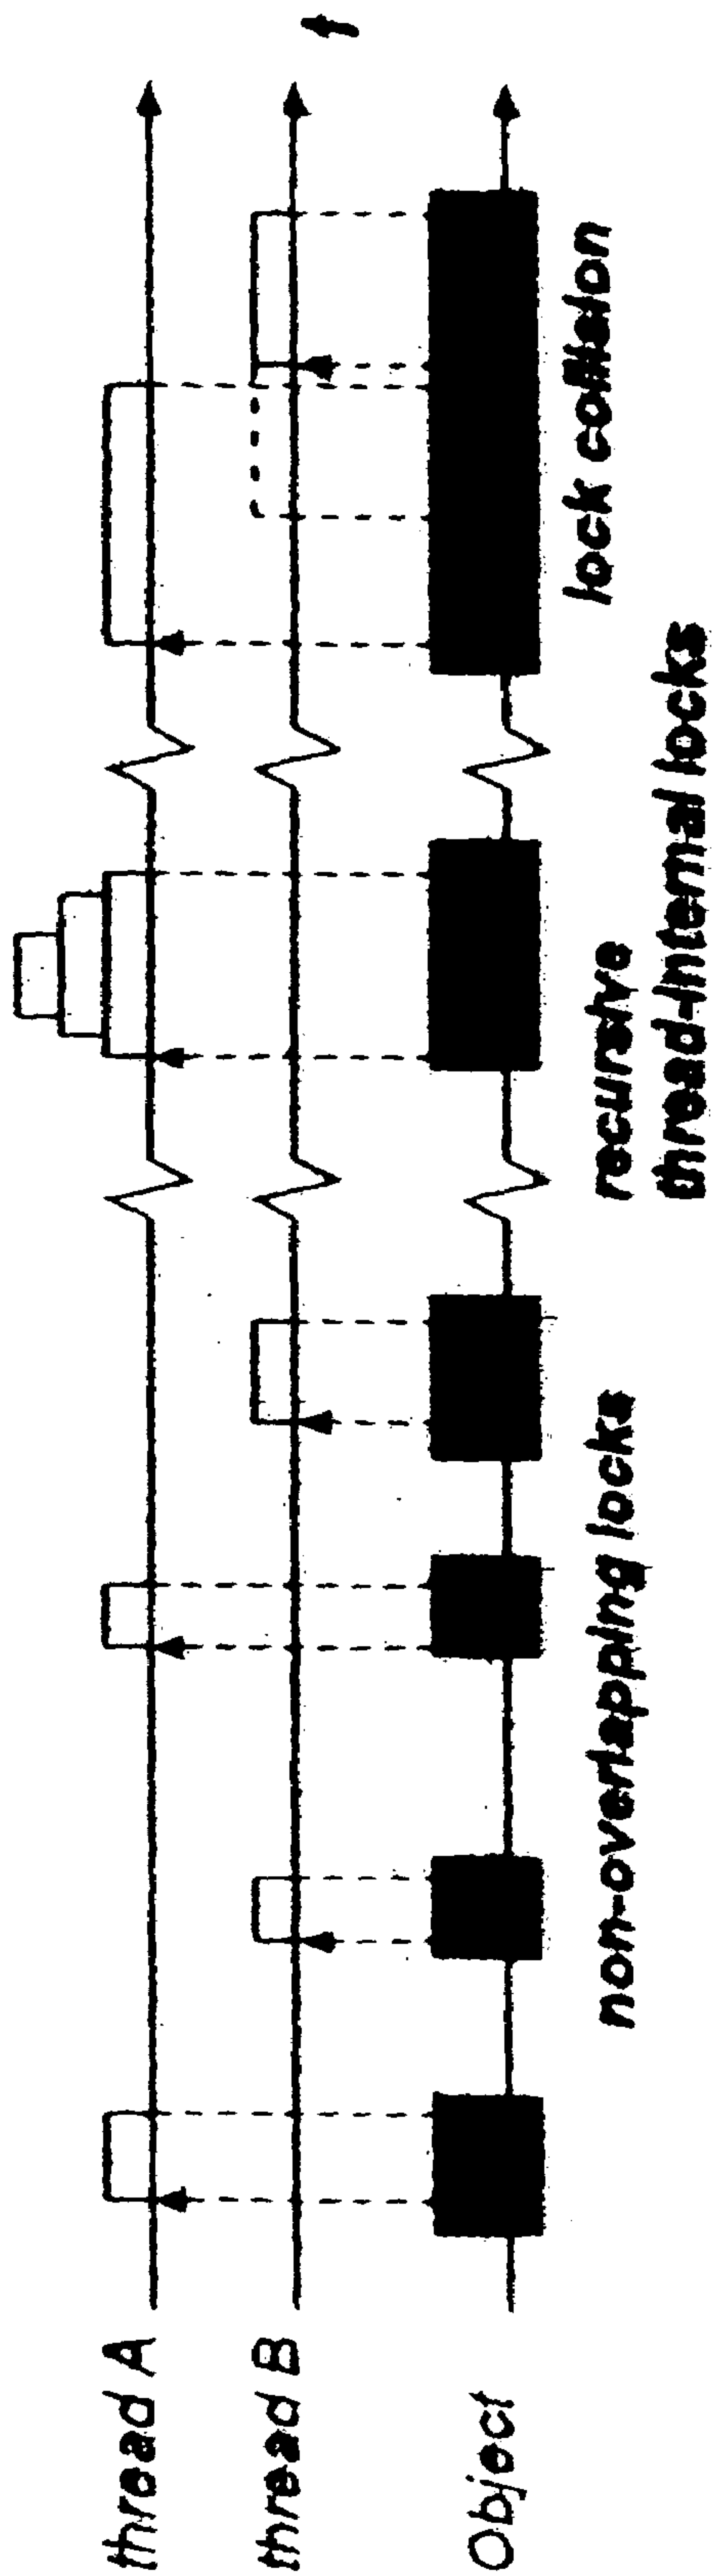 thread A
thread B
Object
non-overlapping locks
recursive
thread-internal locks
lock collision
t